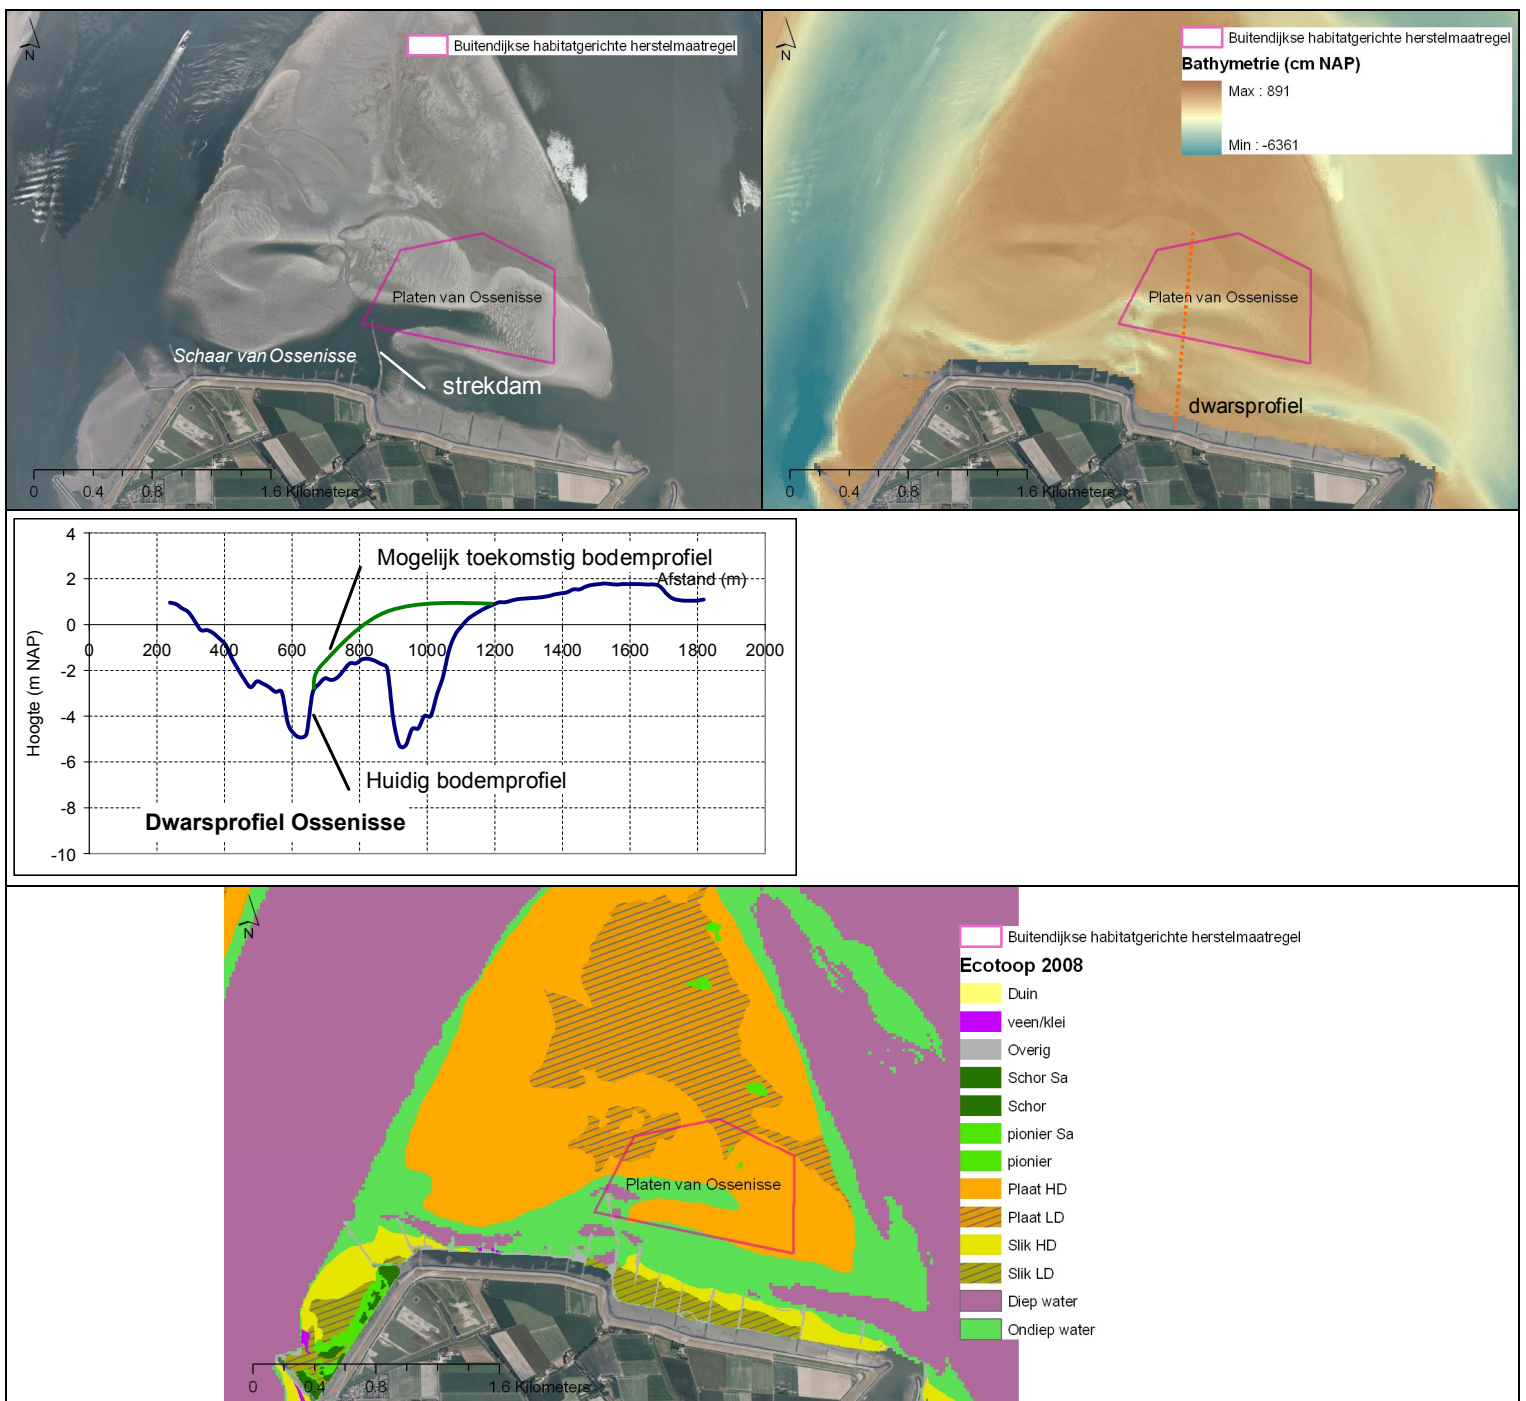 N
Buitendijkse habitatgerichte herstelmaatregel
Platen van Ossenisse
Schaar van Ossenisse
strekdam
0 0.4 0.8 1.6 Kilometers
N
Buitendijkse habitatgerichte herstelmaatregel
Bathymetrie (cm NAP)
Max : 891
Min : -6361
Platen van Ossenisse
dwarsprofiel
0 0.4 0.8 1.6 Kilometers
4
Mogelijk toekomstig bodemprofiel
2
Afstand (m)
0
0 200 400 600 800 1000 1200 1400 1600 1800 2000
-2
Hoogte (m NAP)
-4
-6
Huidig bodemprofiel
-8
Dwarsprofiel Ossenisse
-10
N
Platen van Ossenisse
0 0.4 0.8 1.6 Kilometers
Buitendijkse habitatgerichte herstelmaatregel
Ecotoop 2008
Duin
veen/klei
Overig
Schor Sa
Schor
pionier Sa
pionier
Plaat HD
Plaat LD
Slik HD
Slik LD
Diep water
Ondiep water